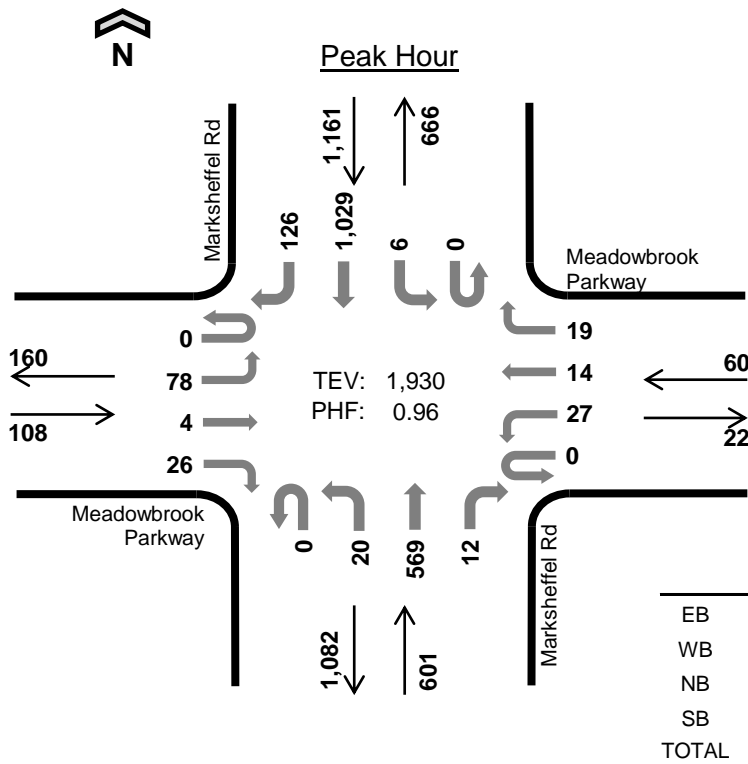 N
Peak Hour
Marksheffel Rd
1,161
666
126
1,029
6
0
Meadowbrook
Parkway
0
78
4
26
160
108
TEV: 1,930
PHF: 0.96
19
14
27
0
60
22
Meadowbrook
Parkway
0
20
569
12
Marksheffel Rd
1,082
601
EB
WB
NB
SB
TOTAL